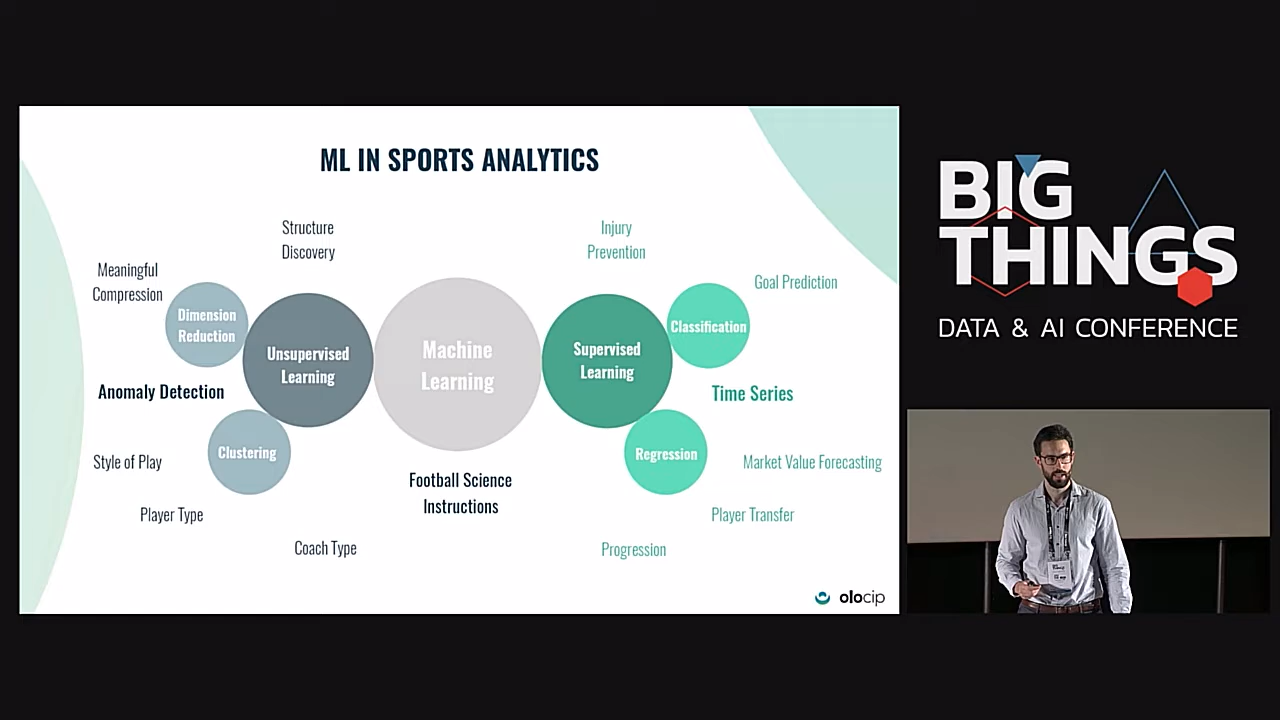 ML IN SPORTS ANALYTICS
Structure
Discovery
Meaningful
Compression
Dimension
Reduction
Unsupervised
Learning
Anomaly Detection
Clustering
Style of Play
Player Type
Coach Type
Machine
Learning
Football Science
Instructions
Injury
Prevention
Goal Prediction
Classification
Supervised
Learning
Time Series
Regression
Market Value Forecasting
Player Transfer
Progression
olocip
BIG
THINGS
DATA & AI CONFERENCE